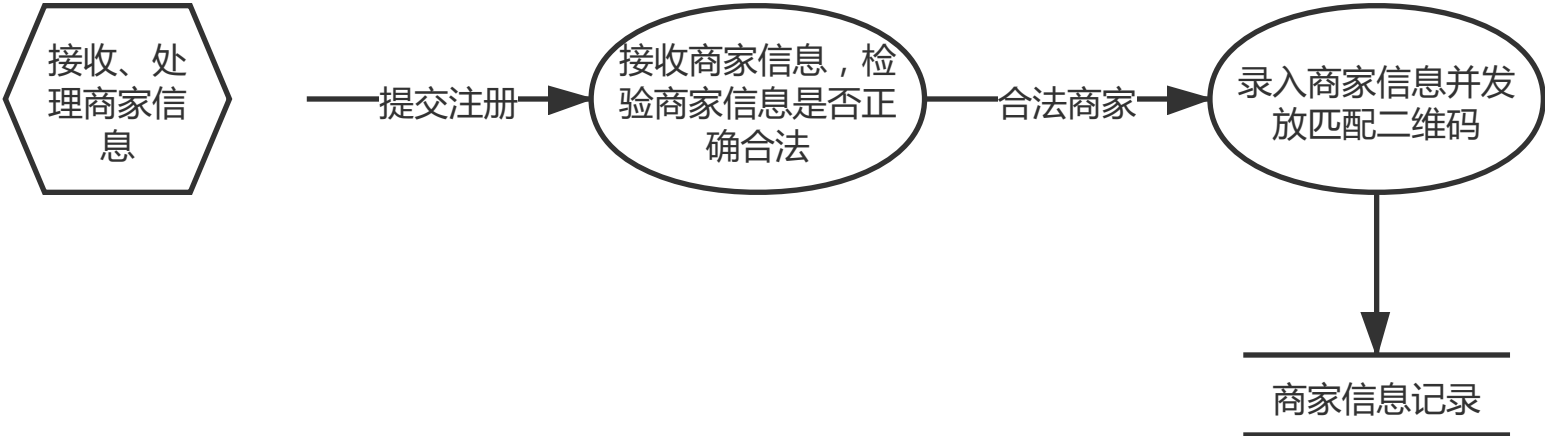 接收、处
理商家信
息
提交注册
接收商家信息，检
验商家信息是否正
确合法
合法商家
录入商家信息并发
放匹配二维码
商家信息记录